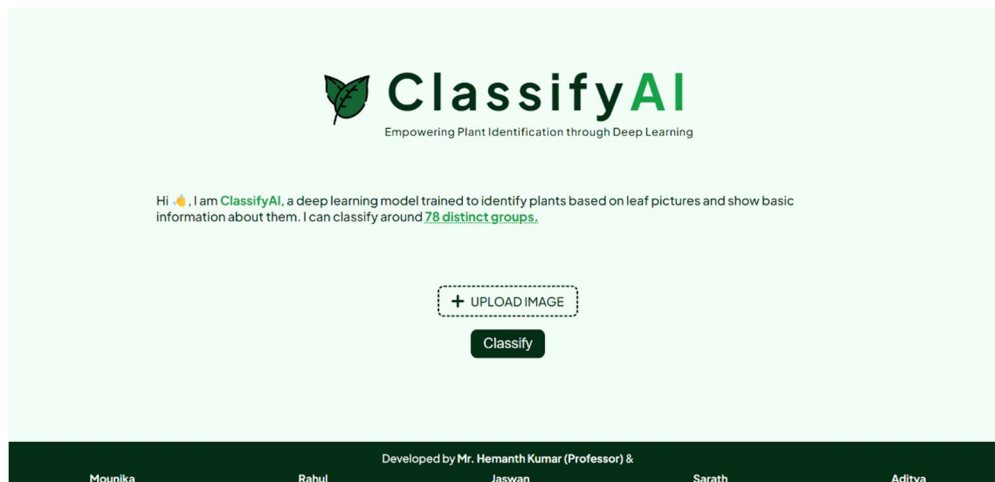 ClassifyAI
Empowering Plant Identification through Deep Learning
Hi 👋, I am ClassifyAI, a deep learning model trained to identify plants based on leaf pictures and show basic
information about them. I can classify around 78 distinct groups.
+ UPLOAD IMAGE
Classify
Developed by Mr. Hemanth Kumar (Professor) &
Mounika Rahul Jaswan Sarath Aditya